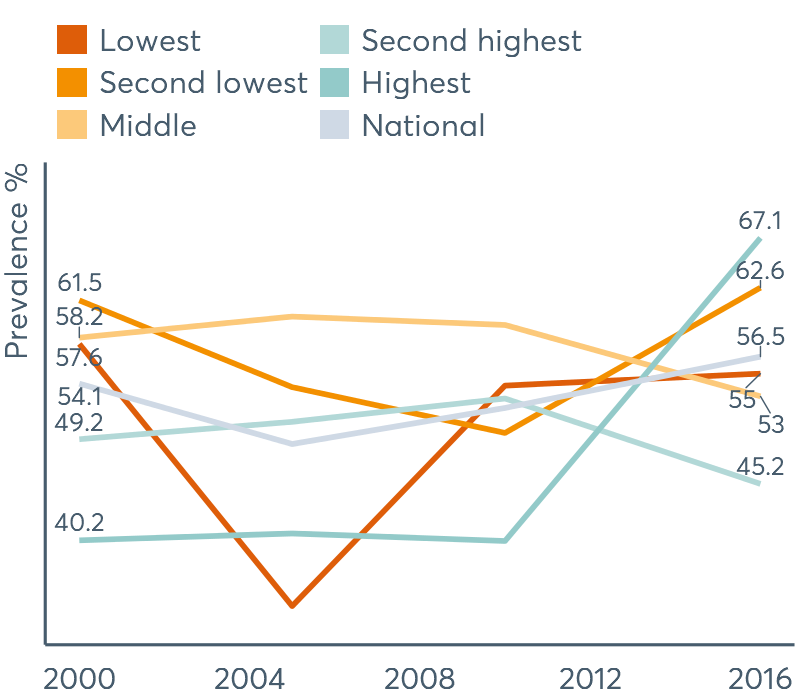 Lowest
Second lowest
Middle
Second highest
Highest
National
Prevalence %
61.5
58.2
57.6
54.1
49.2
40.2
67.1
62.6
56.5
55
53
45.2
2000 2004 2008 2012 2016